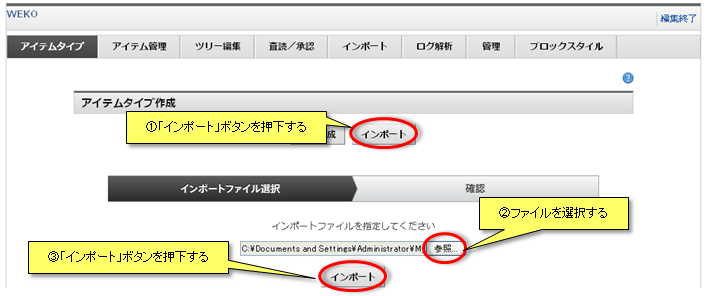 WEKO
編集終了
アイテムタイプ アイテム管理 ツリー編集 査読／承認 インポート ログ解析 管理 ブロックスタイル
?
アイテムタイプ作成
①「インポート」ボタンを押下する
成 インポート
インポートファイル選択 確認
②ファイルを選択する
インポートファイルを指定してください
C:¥Documents and Settings¥Administrator¥M 参照...
③「インポート」ボタンを押下する
インポート